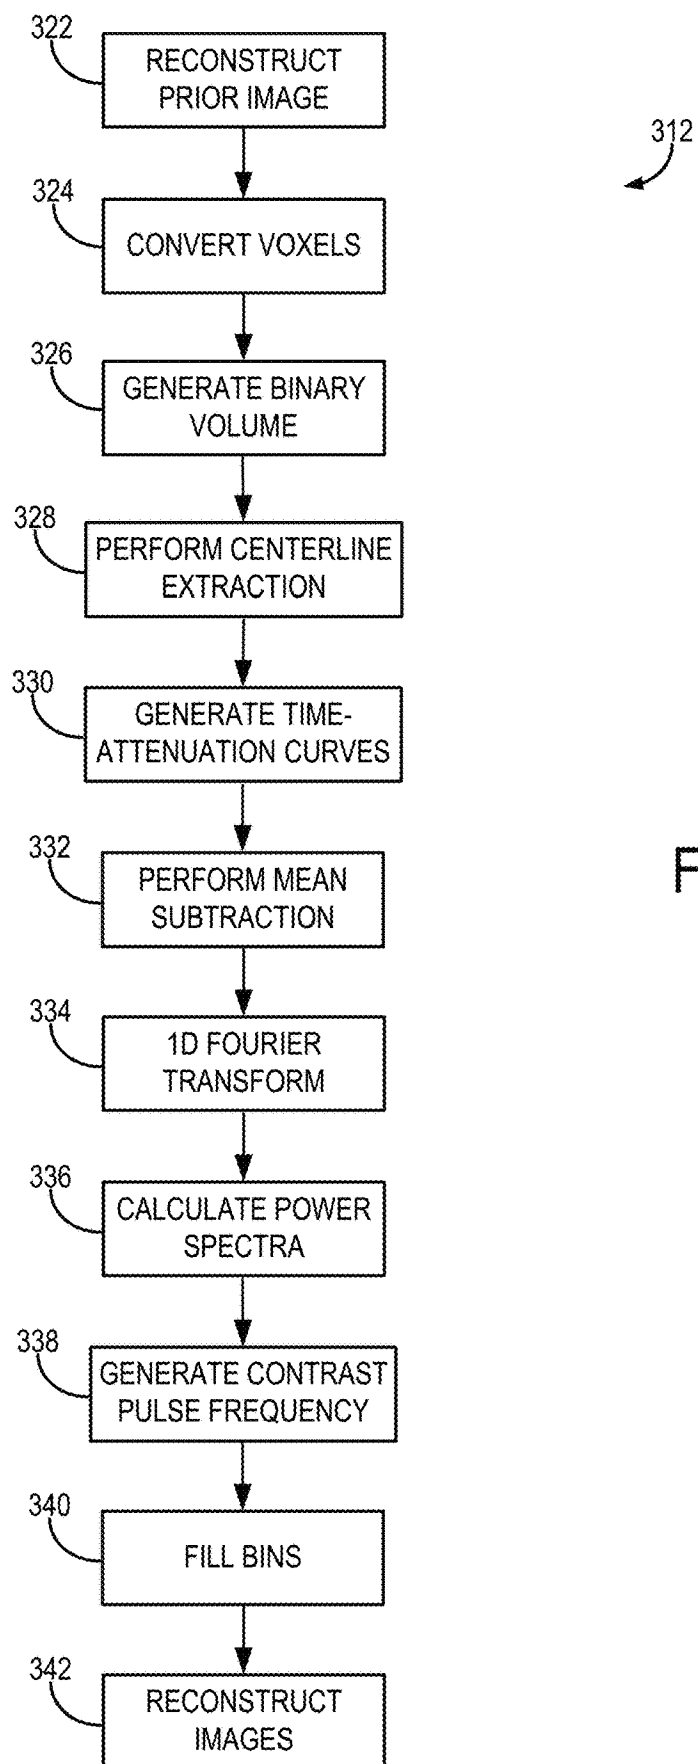 322
RECONSTRUCT
PRIOR IMAGE
312
324
CONVERT VOXELS
326
GENERATE BINARY
VOLUME
328
PERFORM CENTERLINE
EXTRACTION
330
GENERATE TIME-
ATTENUATION CURVES
332
PERFORM MEAN
SUBTRACTION
F
334
1D FOURIER
TRANSFORM
336
CALCULATE POWER
SPECTRA
338
GENERATE CONTRAST
PULSE FREQUENCY
340
FILL BINS
342
RECONSTRUCT
IMAGES